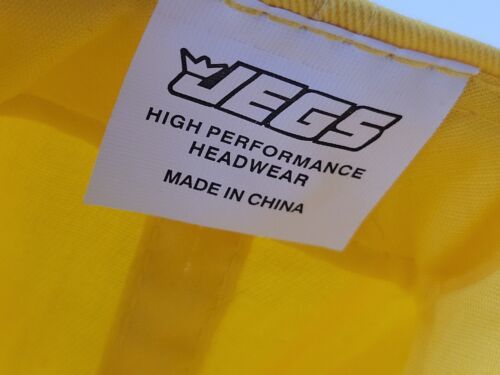 JEGS
HIGH PERFORMANCE
HEADWEAR
MADE IN CHINA